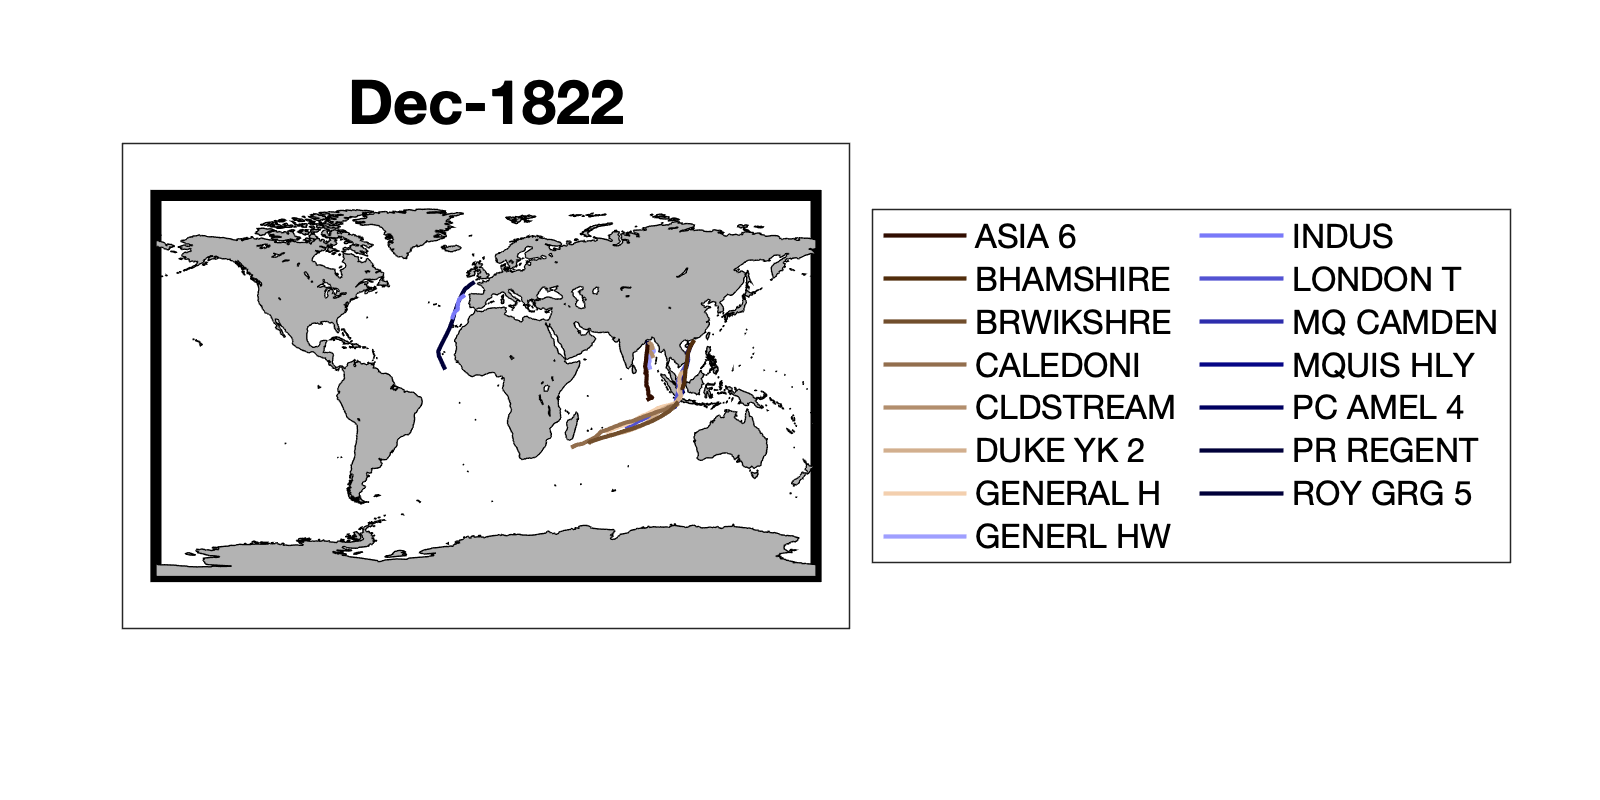 Dec-1822
ASIA 6
BHAMSHIRE
BRWIKSHRE
CALEDONI
CLDSTREAM
DUKE YK 2
GENERAL H
GENERL HW
INDUS
LONDON T
MQ CAMDEN
MQUIS HLY
PC AMEL 4
PR REGENT
ROY GRG 5